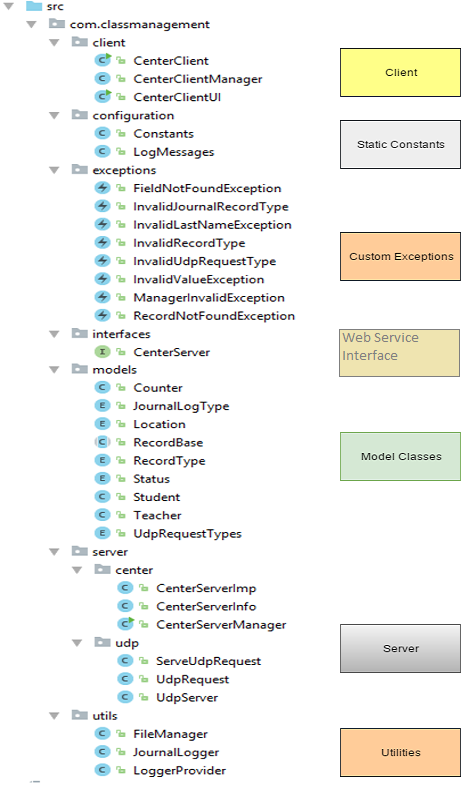 src
com.classmanagement
client
CenterClient
Client
CenterClientManager
CenterClientUI
configuration
Constants
Static Constants
LogMessages
exceptions
FieldNotFoundException
InvalidJournalRecordType
InvalidLastNameException
InvalidRecordType
Custom Exceptions
InvalidUdpRequestType
InvalidValueException
ManagerInvalidException
RecordNotFoundException
interfaces
Web Service
Interface
CenterServer
models
Counter
JournalLogType
Location
RecordBase
Model Classes
RecordType
Status
Student
Teacher
UdpRequestTypes
server
center
CenterServerImp
CenterServerInfo
CenterServerManager
udp
Server
ServeUdpRequest
UdpRequest
UdpServer
utils
FileManager
JournalLogger
Utilities
LoggerProvider